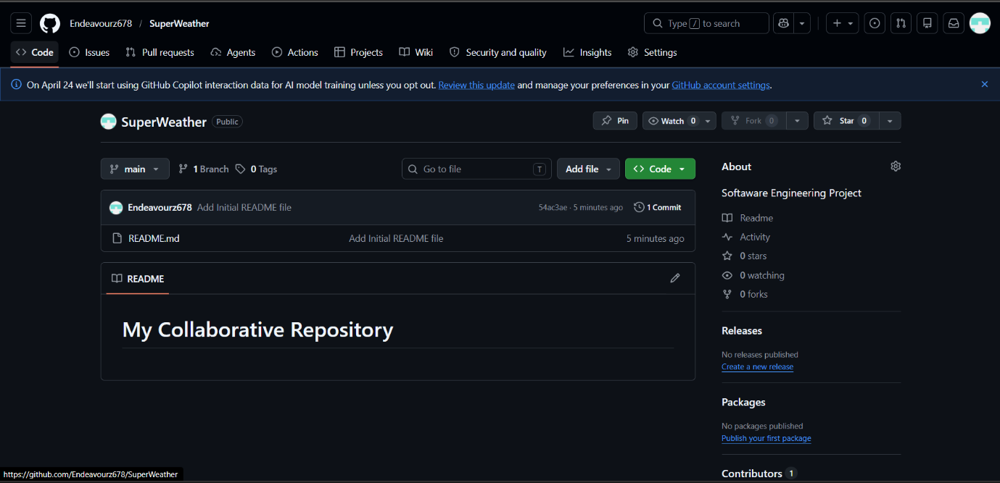 Endeavourz678 / SuperWeather
Type / to search
Code Issues Pull requests Agents Actions Projects Wiki Security and quality Insights Settings
On April 24 we'll start using GitHub Copilot interaction data for AI model training unless you opt out. Review this update and manage your preferences in your GitHub account settings.
SuperWeather Public
Pin Watch 0 Fork 0 Star 0
main 1 Branch 0 Tags
Go to file T
Add file
Code
Endeavourz678 Add Initial README file 54ac3ae · 5 minutes ago 1 Commit
README.md Add Initial README file 5 minutes ago
README
My Collaborative Repository
About
Softaware Engineering Project
Readme
Activity
0 stars
0 watching
0 forks
Releases
No releases published
Create a new release
Packages
No packages published
Publish your first package
Contributors 1
https://github.com/Endeavourz678/SuperWeather